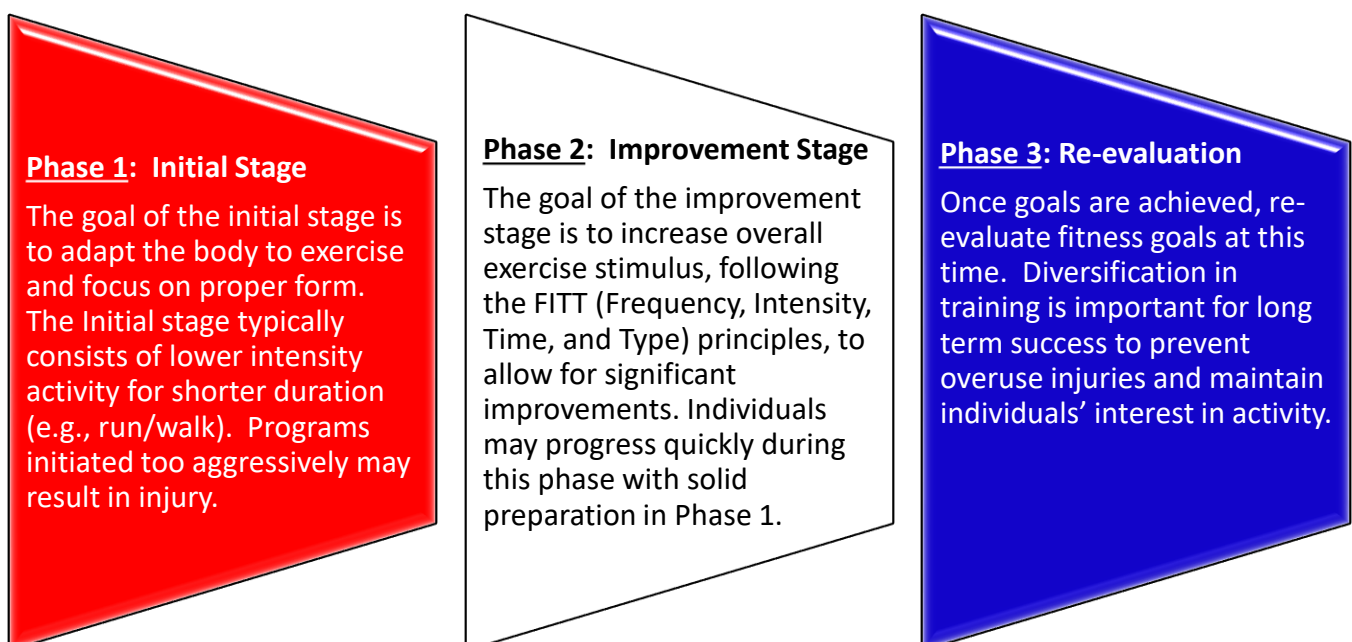 Phase 1:  Initial Stage
The goal of the initial stage is
to adapt the body to exercise
and focus on proper form.
The Initial stage typically
consists of lower intensity
activity for shorter duration
(e.g., run/walk).  Programs
initiated too aggressively may
result in injury.
Phase 2:  Improvement Stage
The goal of the improvement
stage is to increase overall
exercise stimulus, following
the FITT (Frequency, Intensity,
Time, and Type) principles, to
allow for significant
improvements. Individuals
may progress quickly during
this phase with solid
preparation in Phase 1.
Phase 3: Re-evaluation
Once goals are achieved, re-
evaluate fitness goals at this
time.  Diversification in
training is important for long
term success to prevent
overuse injuries and maintain
individuals’ interest in activity.